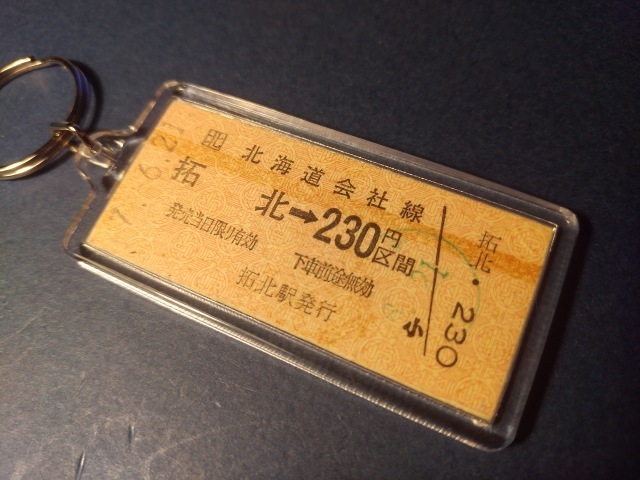 7. 6.21
北海道会社線
拓北→230円区間
発売当日限り有効
下車前途無効
拓北駅発行
小
拓北・230
21